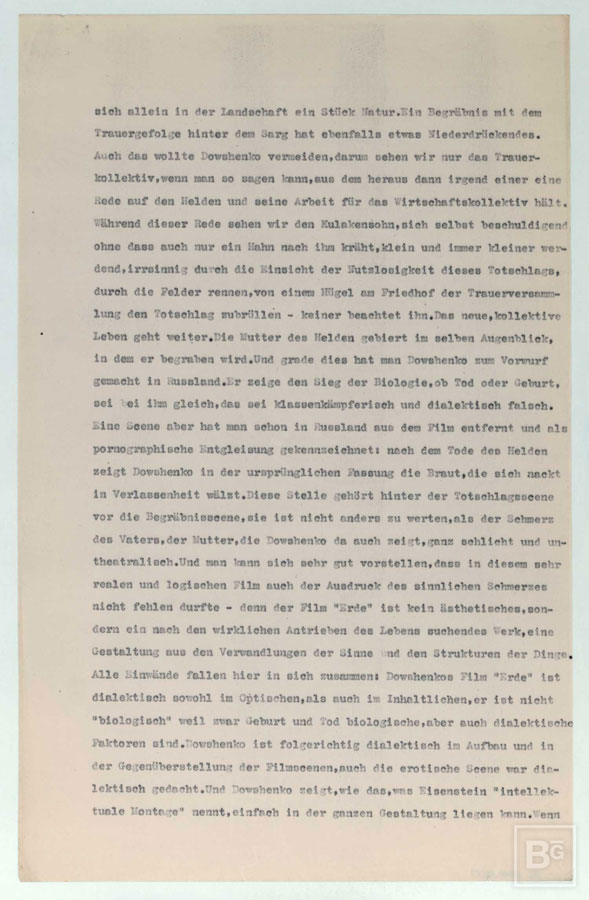 sich allein in der Landschaft ein Stück Natur.Ein Begräbnis mit dem
Trauergefolge hinter dem Sarg hat ebenfalls etwas Niederdrückendes.
Auch das wollte Dowshenko vermeiden,darum sehen wir nur das Trauer-
kollektiv,wenn man so sagen kann,aus dem heraus dann irgend einer eine
Rede auf den Helden und seine Arbeit für das Wirtschaftskollektiv hält.
Während dieser Rede sehen wir den Kulakensohn,sich selbst beschuldigend
ohne dass auch nur ein Hahn nach ihm kräht,klein und immer kleiner wer-
dend,irrsinnig durch die Einsicht der Nutzlosigkeit dieses Totschlags,
durch die Felder rennen,von einem Hügel am Friedhof der Trauerversamm-
lung den Totschlag zubrüllen - keiner beachtet ihn.Das neue,kollektive
Leben geht weiter.Die Mutter des Helden gebiert im selben Augenblick,
in dem er begraben wird.Und grade dies hat man Dowshenko zum Vorwurf
gemacht in Russland.Er zeige den Sieg der Biologie,ob Tod oder Geburt,
sei bei ihm gleich,das sei klassenkämpferisch und dialektisch falsch.
Eine Scene aber hat man schon in Russland aus dem Film entfernt und als
pornographische Entgleisung gekennzeichnet: nach dem Tode des Helden
zeigt Dowshenko in der ursprünglichen Fassung die Braut,die sich nackt
in Verlassenheit wälzt.Diese Stelle gehört hinter der Totschlagsscene
vor die Begräbnisscene,sie ist nicht anders zu werten,als der Schmerz
des Vaters,der Mutter,die Dowshenko da auch zeigt,ganz schlicht und un-
theatralisch.Und man kann sich sehr gut vorstellen,dass in diesem sehr
realen und logischen Film auch der Ausdruck des sinnlichen Schmerzes
nicht fehlen durfte - denn der Film "Erde" ist kein ästhetisches,son-
dern ein nach den wirklichen Antrieben des Lebens suchendes Werk,eine
Gestaltung aus den Verwandlungen der Sinne und den Strukturen der Dinge.
Alle Einwände fallen hier in sich zusammen: Dowshenkos Film "Erde" ist
dialektisch sowohl im Optischen,als auch im Inhaltlichen,er ist nicht
"biologisch" weil zwar Geburt und Tod biologische,aber auch dialektische
Faktoren sind.Dowshenko ist folgerichtig dialektisch im Aufbau und in
der Gegenüberstellung der Filmscenen,auch die erotische Scene war dia-
lektisch gedacht.Und Dowshenko zeigt,wie das,was Eisenstein "intellek-
tuale Montage" nennt,einfach in der ganzen Gestaltung liegen kann.Wenn
BG